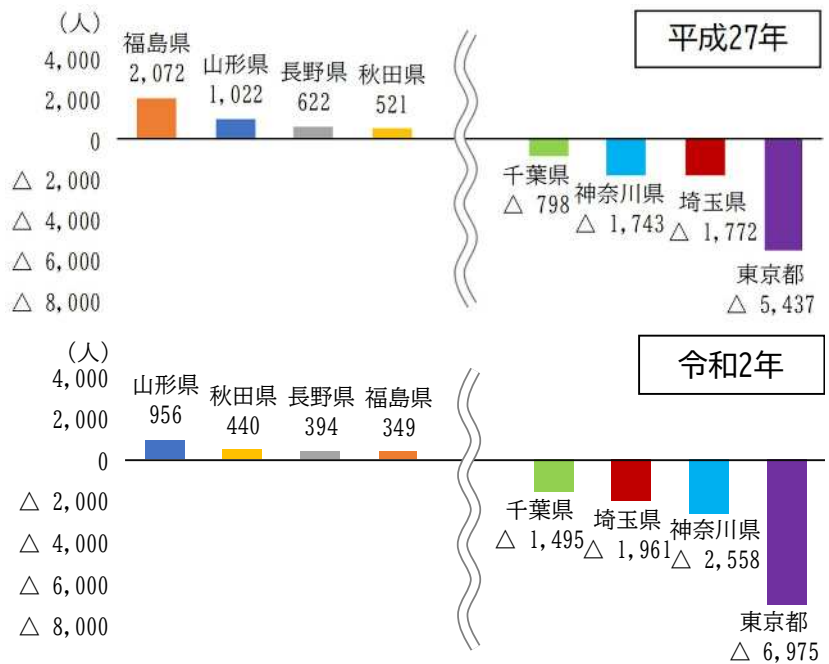 (人)
平成27年
4,000
2,000
0
△ 2,000
△ 4,000
△ 6,000
△ 8,000
福島県
2,072
山形県
1,022
長野県
622
秋田県
521
千葉県
△ 798
神奈川県
△ 1,743
埼玉県
△ 1,772
東京都
△ 5,437
(人)
令和2年
4,000
2,000
0
△ 2,000
△ 4,000
△ 6,000
△ 8,000
山形県
956
秋田県
440
長野県
394
福島県
349
千葉県
△ 1,495
埼玉県
△ 1,961
神奈川県
△ 2,558
東京都
△ 6,975